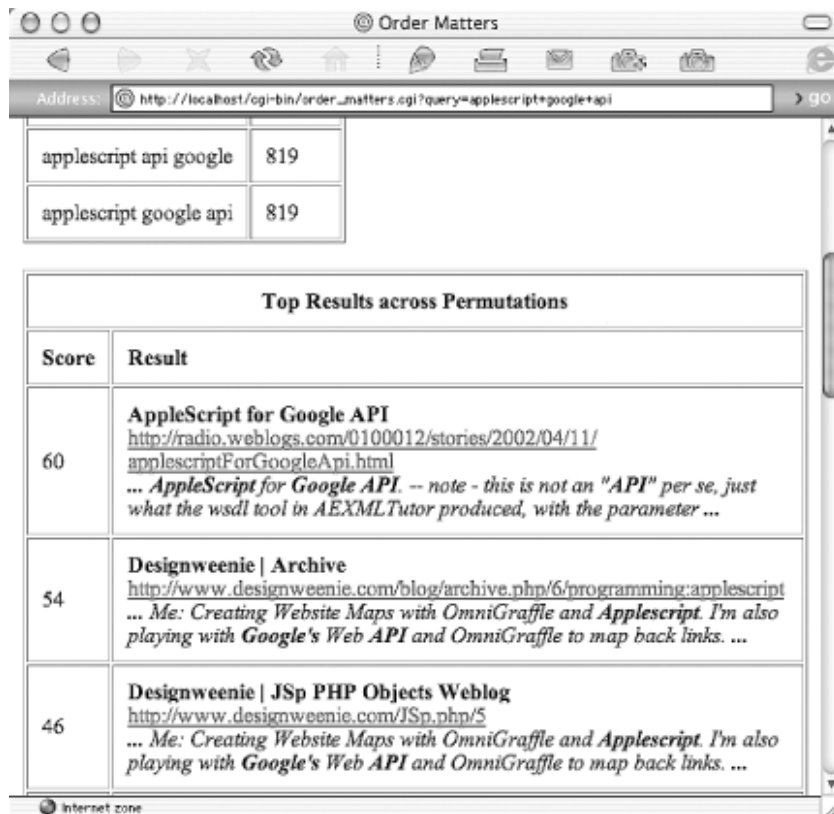 Order Matters
Address: http://localhost/cgi-bin/order_matters.cgi?query=applescript+google+api go
applescript api google 819
applescript google api 819
Top Results across Permutations
Score Result
AppleScript for Google API
http://radio.weblogs.com/0100012/stories/2002/04/11/
60 applescriptForGoogleApi.html
... AppleScript for Google API. -- note - this is not an "API" per se, just
what the wsdl tool in AEXMLTutor produced, with the parameter ...
Designweenie | Archive
54 http://www.designweenie.com/blog/archive.php/6/programming:applescript
... Me: Creating Website Maps with OmniGraffle and Applescript. I'm also
playing with Google's Web API and OmniGraffle to map back links. ...
Designweenie | JSp PHP Objects Weblog
46 http://www.designweenie.com/JSp.php/5
... Me: Creating Website Maps with OmniGraffle and Applescript. I'm also
playing with Google's Web API and OmniGraffle to map back links. ...
Internet zone